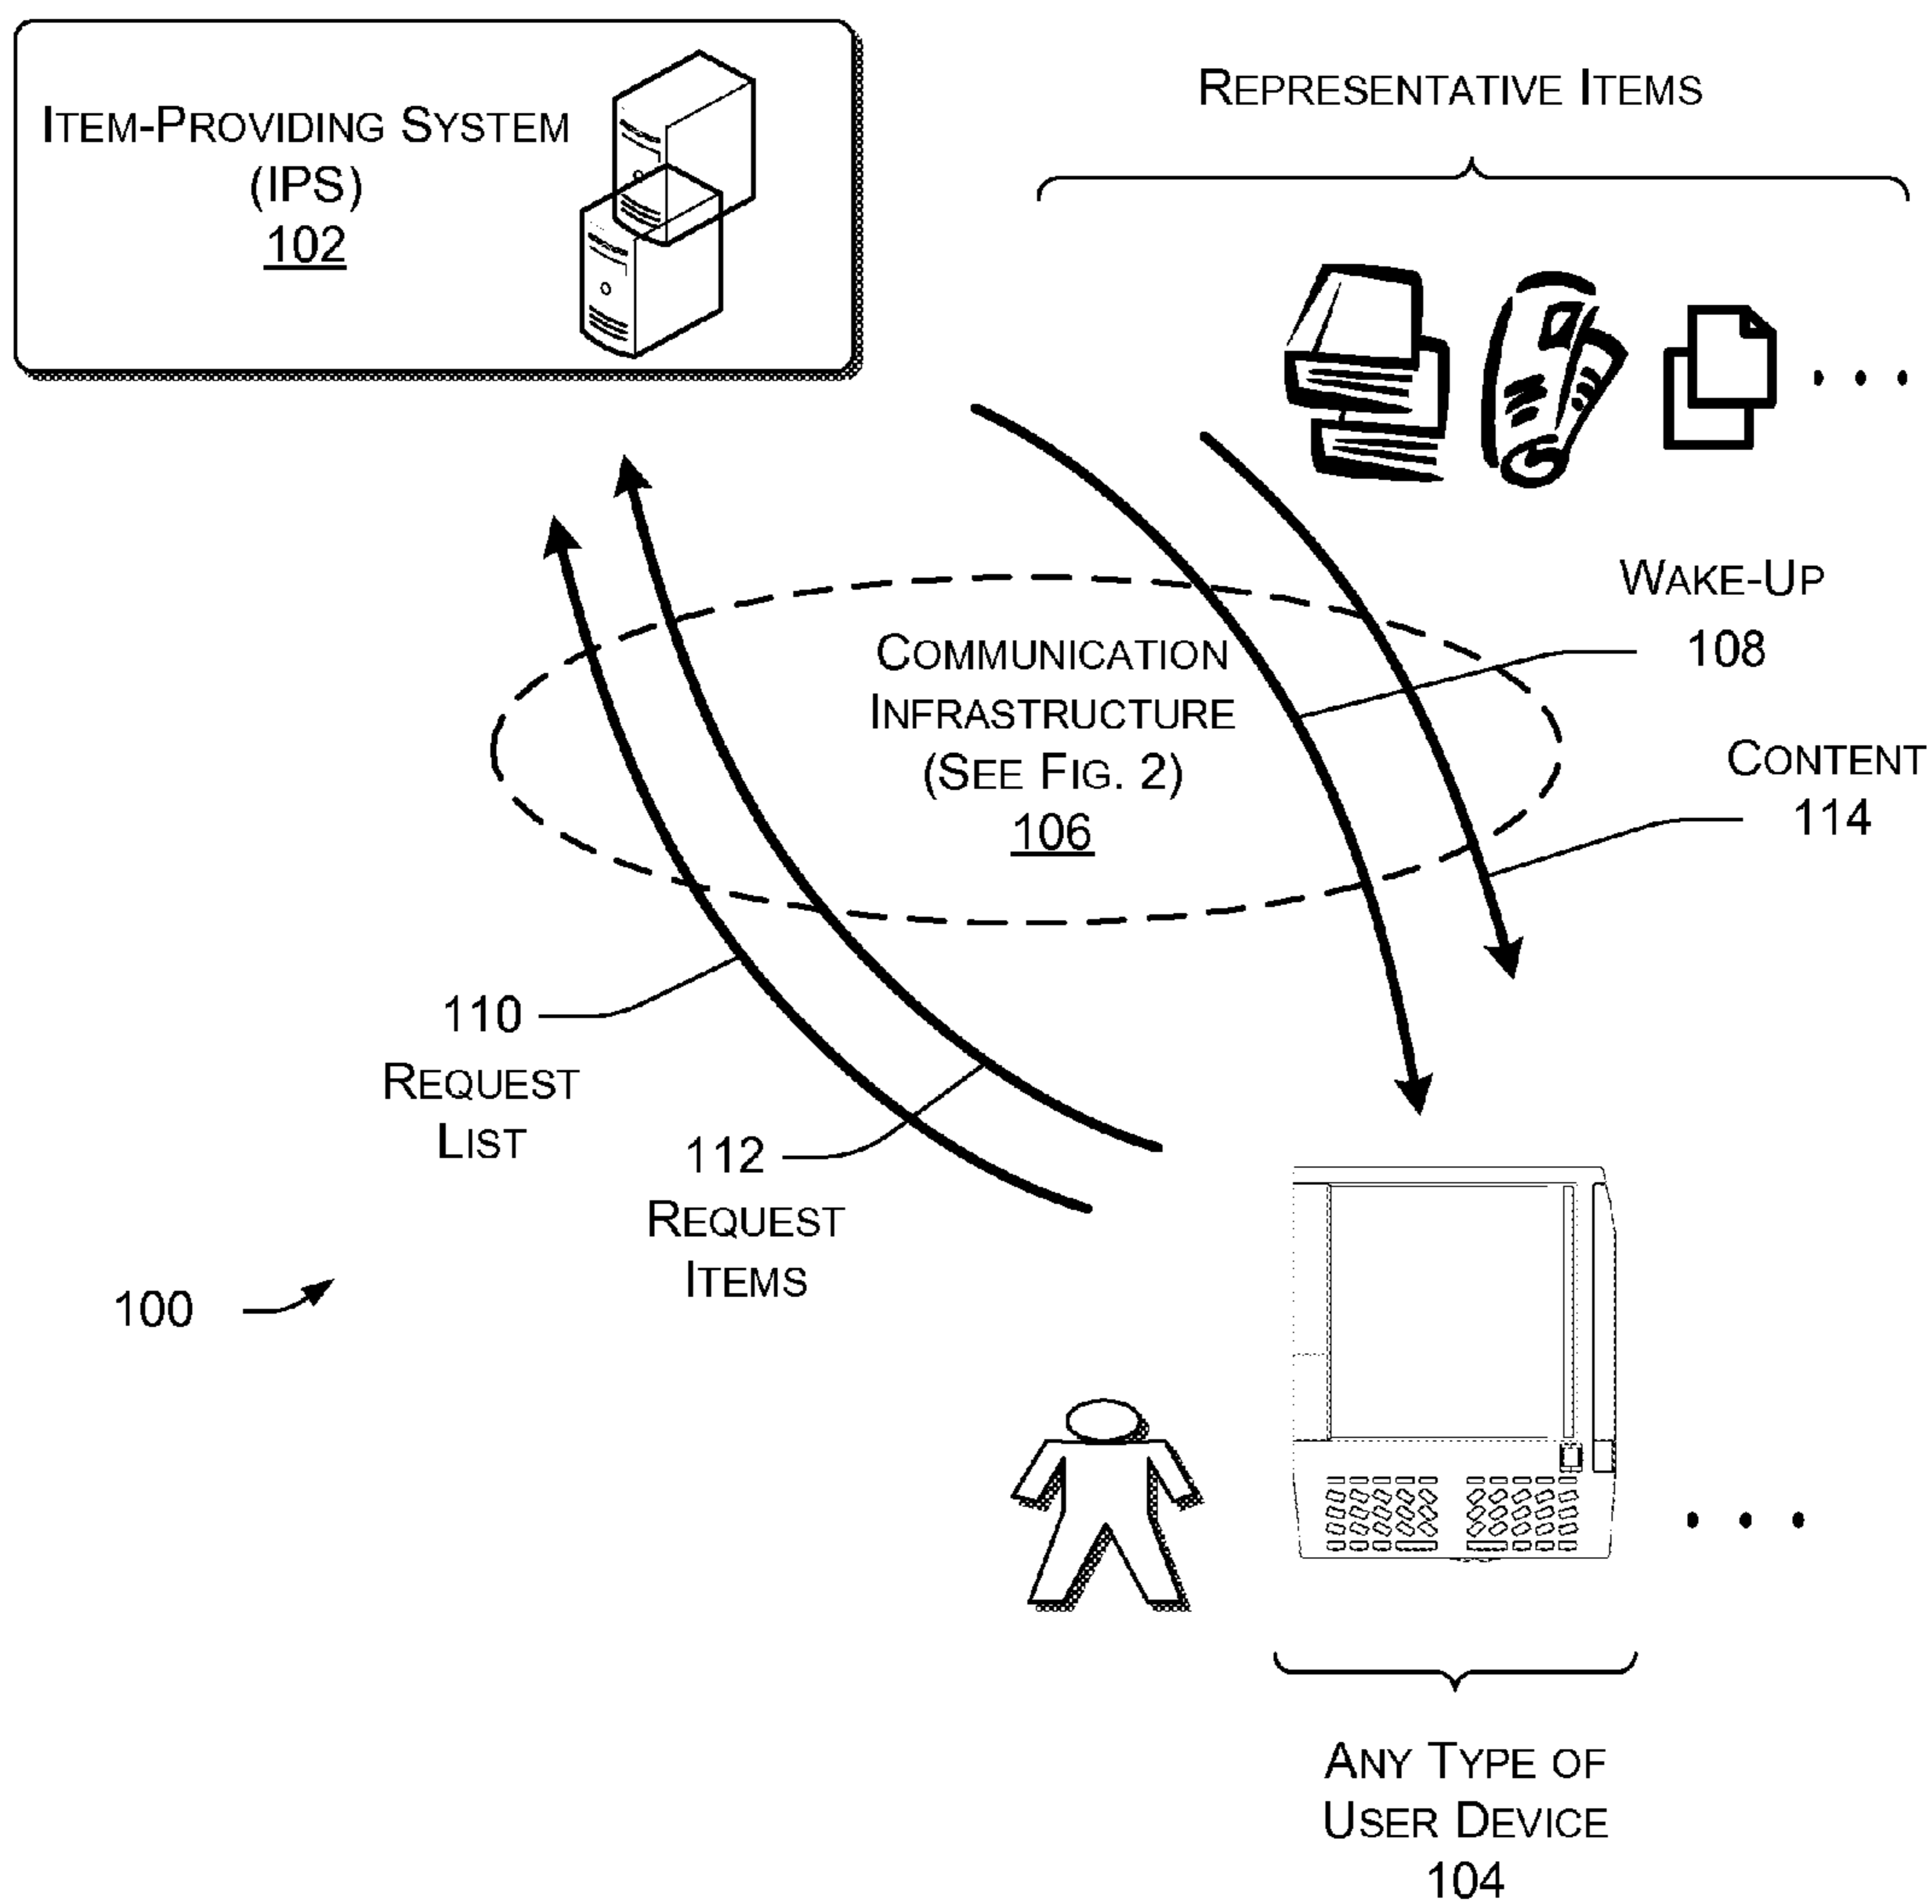 ITEM-PROVIDING SYSTEM
(IPS)
102
REPRESENTATIVE ITEMS
WAKE-UP
108
COMMUNICATION
INFRASTRUCTURE
(SEE FIG. 2)
106
CONTENT
114
110
REQUEST
LIST
112
REQUEST
ITEMS
100
ANY TYPE OF
USER DEVICE
104